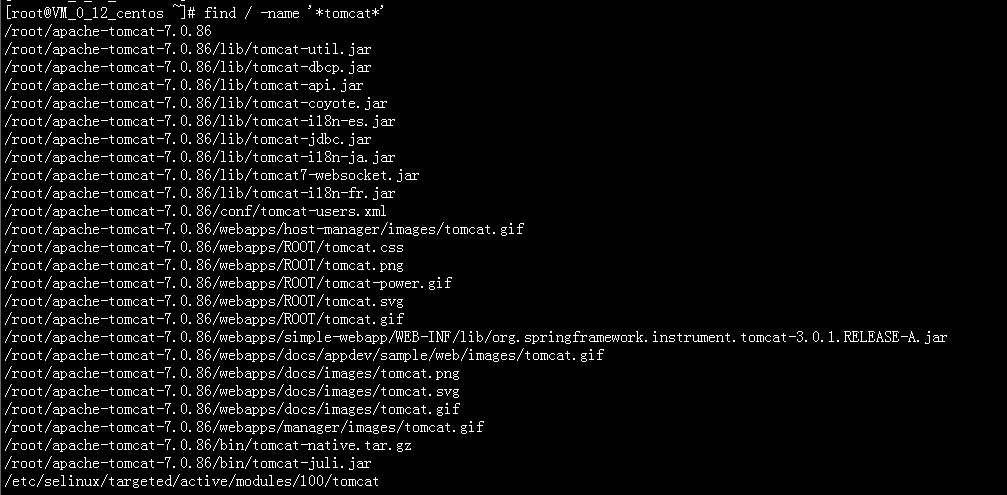 [root@VM_0_12_centos ~]# find / -name '*tomcat*'
/root/apache-tomcat-7.0.86
/root/apache-tomcat-7.0.86/lib/tomcat-util.jar
/root/apache-tomcat-7.0.86/lib/tomcat-dbcp.jar
/root/apache-tomcat-7.0.86/lib/tomcat-api.jar
/root/apache-tomcat-7.0.86/lib/tomcat-coyote.jar
/root/apache-tomcat-7.0.86/lib/tomcat-i18n-es.jar
/root/apache-tomcat-7.0.86/lib/tomcat-jdbc.jar
/root/apache-tomcat-7.0.86/lib/tomcat-i18n-ja.jar
/root/apache-tomcat-7.0.86/lib/tomcat7-websocket.jar
/root/apache-tomcat-7.0.86/lib/tomcat-i18n-fr.jar
/root/apache-tomcat-7.0.86/conf/tomcat-users.xml
/root/apache-tomcat-7.0.86/webapps/host-manager/images/tomcat.gif
/root/apache-tomcat-7.0.86/webapps/ROOT/tomcat.css
/root/apache-tomcat-7.0.86/webapps/ROOT/tomcat.png
/root/apache-tomcat-7.0.86/webapps/ROOT/tomcat-power.gif
/root/apache-tomcat-7.0.86/webapps/ROOT/tomcat.svg
/root/apache-tomcat-7.0.86/webapps/ROOT/tomcat.gif
/root/apache-tomcat-7.0.86/webapps/simple-webapp/WEB-INF/lib/org.springframework.instrument.tomcat-3.0.1.RELEASE-A.jar
/root/apache-tomcat-7.0.86/webapps/docs/appdev/sample/web/images/tomcat.gif
/root/apache-tomcat-7.0.86/webapps/docs/images/tomcat.png
/root/apache-tomcat-7.0.86/webapps/docs/images/tomcat.svg
/root/apache-tomcat-7.0.86/webapps/docs/images/tomcat.gif
/root/apache-tomcat-7.0.86/webapps/manager/images/tomcat.gif
/root/apache-tomcat-7.0.86/bin/tomcat-native.tar.gz
/root/apache-tomcat-7.0.86/bin/tomcat-juli.jar
/etc/selinux/targeted/active/modules/100/tomcat